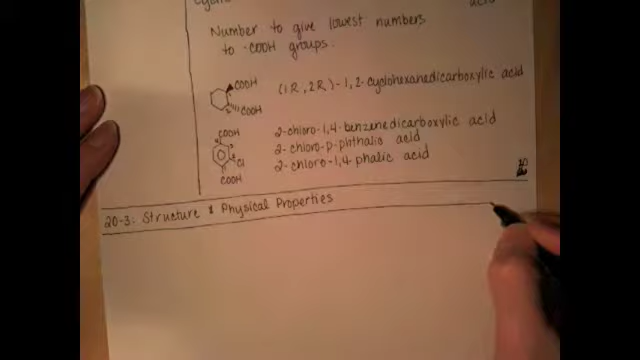 acid
Number to give lowest numbers
to -COOH groups.
COOH
COOH
(1R, 2R)-1,2-cyclohexanedicarboxylic acid
COOH
Cl
COOH
2-chloro-1,4-benzenedicarboxylic acid
2-chloro-p-phthalic acid
2-chloro-1,4 phalic acid
20-3: Structure & Physical Properties